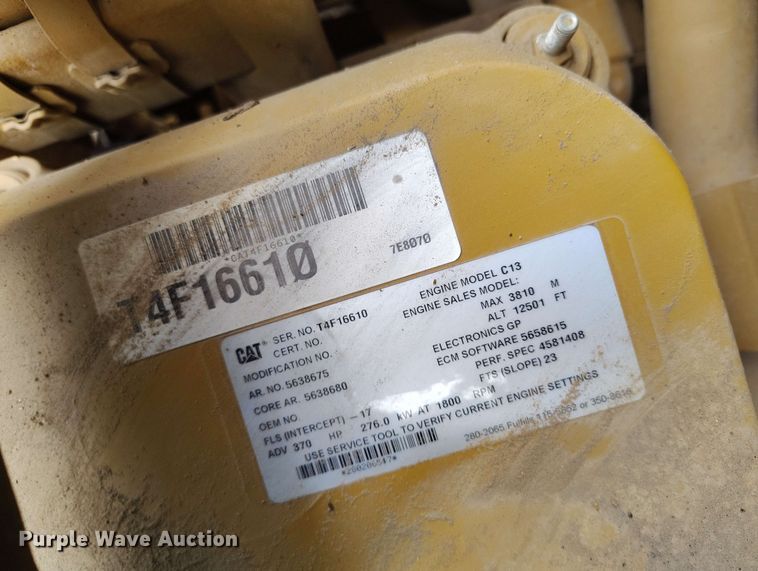 *CAT4F16610*
T4F16610
7E8070
CAT
SER. NO. T4F16610
CERT. NO.
MODIFICATION NO.
AR. NO. 5638675
CORE AR. 5638680
OEM NO.
FLS (INTERCEPT) -17
ADV 370 HP 276.0 kW AT 1800 RPM
ENGINE MODEL C13
ENGINE SALES MODEL:
MAX 3810 M
ALT 12501 FT
ELECTRONICS GP
ECM SOFTWARE 5658615
PERF. SPEC 4581408
FTS (SLOPE) 23
USE SERVICE TOOL TO VERIFY CURRENT ENGINE SETTINGS
280-2065 or
Purple Wave Auction